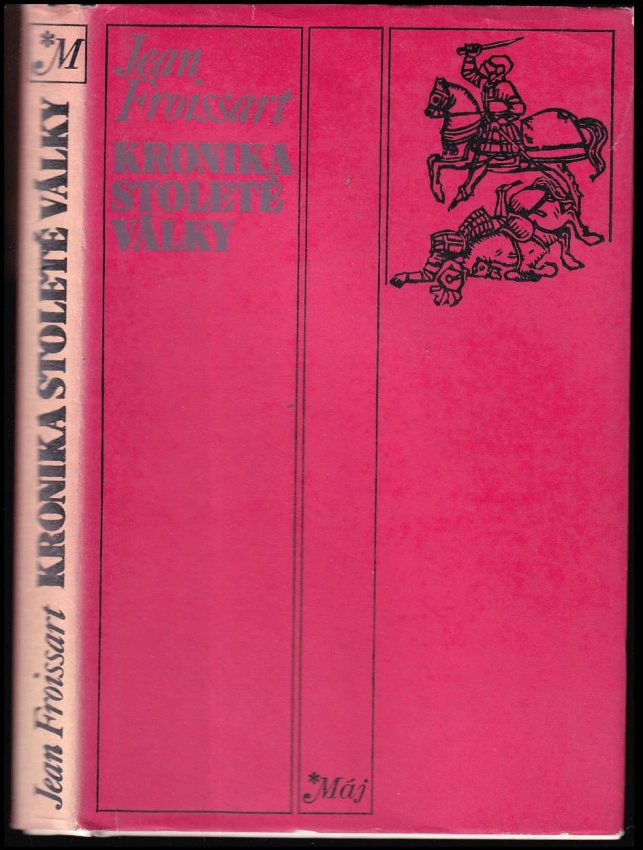 *M
Jean Froissart KRONIKA STOLETÉ VÁLKY
Jean
Froissart
KRONIKA
STOLETÉ
VÁLKY
*Máj